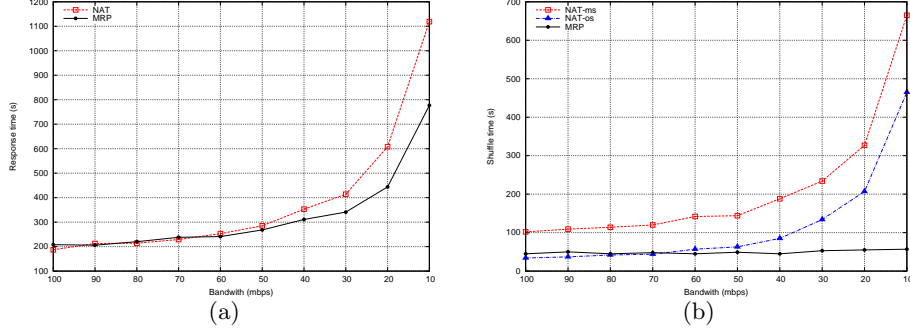 1200
1100
1000
900
800
700
600
500
400
300
200
100
Response time (s)
NAT
MRP
100 90 80 70 60 50 40 30 20 10
Bandwith (mbps)
(a)
700
600
500
400
300
200
100
0
Shuffle time (s)
NAT-ms
NAT-os
MRP
100 90 80 70 60 50 40 30 20 10
Bandwith (mbps)
(b)